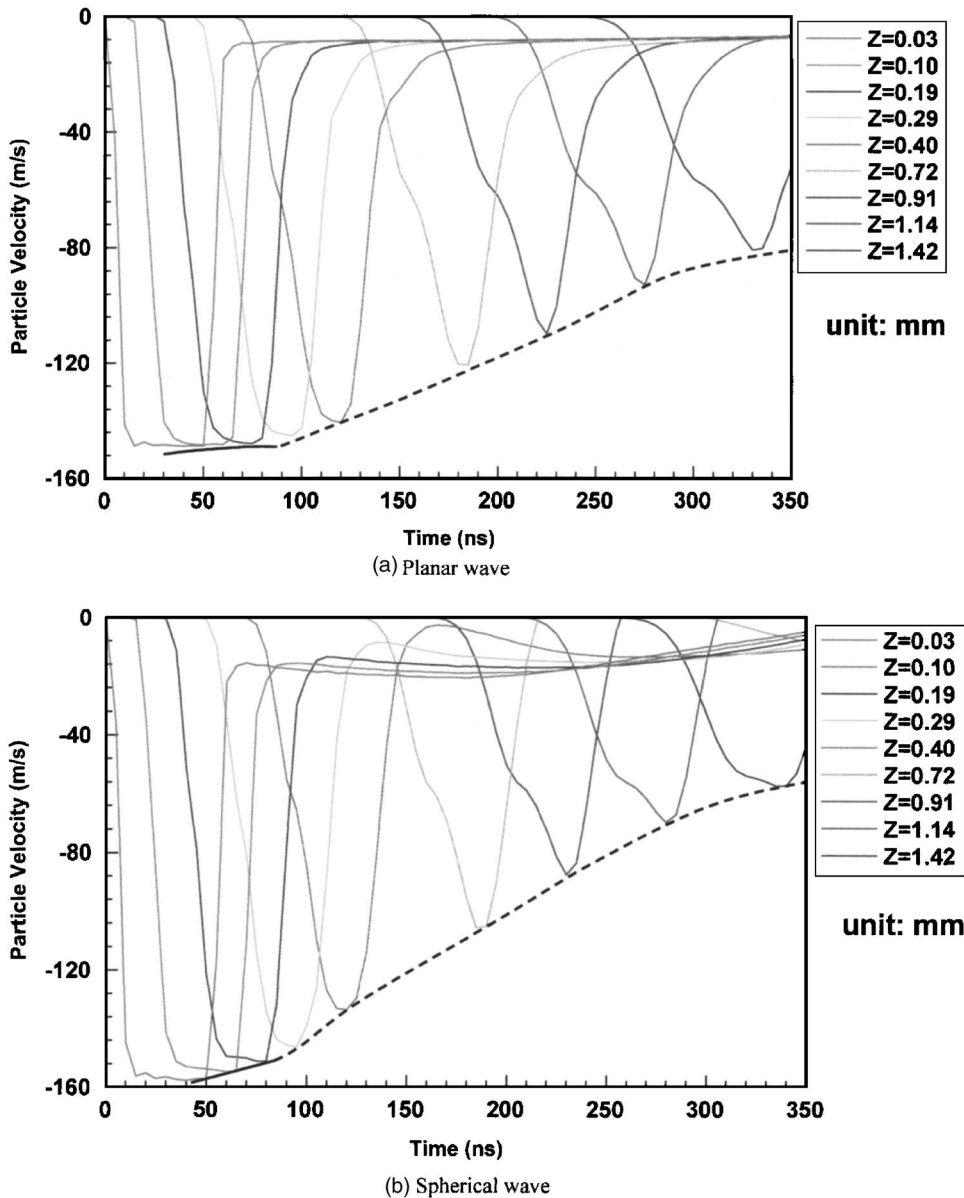 0
-40
-80
-120
-160
Particle Velocity (m/s)
0 50 100 150 200 250 300 350
Time (ns)
Z=0.03
Z=0.10
Z=0.19
Z=0.29
Z=0.40
Z=0.72
Z=0.91
Z=1.14
Z=1.42
unit: mm
(a) Planar wave
0
-40
-80
-120
-160
Particle Velocity (m/s)
0 50 100 150 200 250 300 350
Time (ns)
Z=0.03
Z=0.10
Z=0.19
Z=0.29
Z=0.40
Z=0.72
Z=0.91
Z=1.14
Z=1.42
unit: mm
(b) Spherical wave